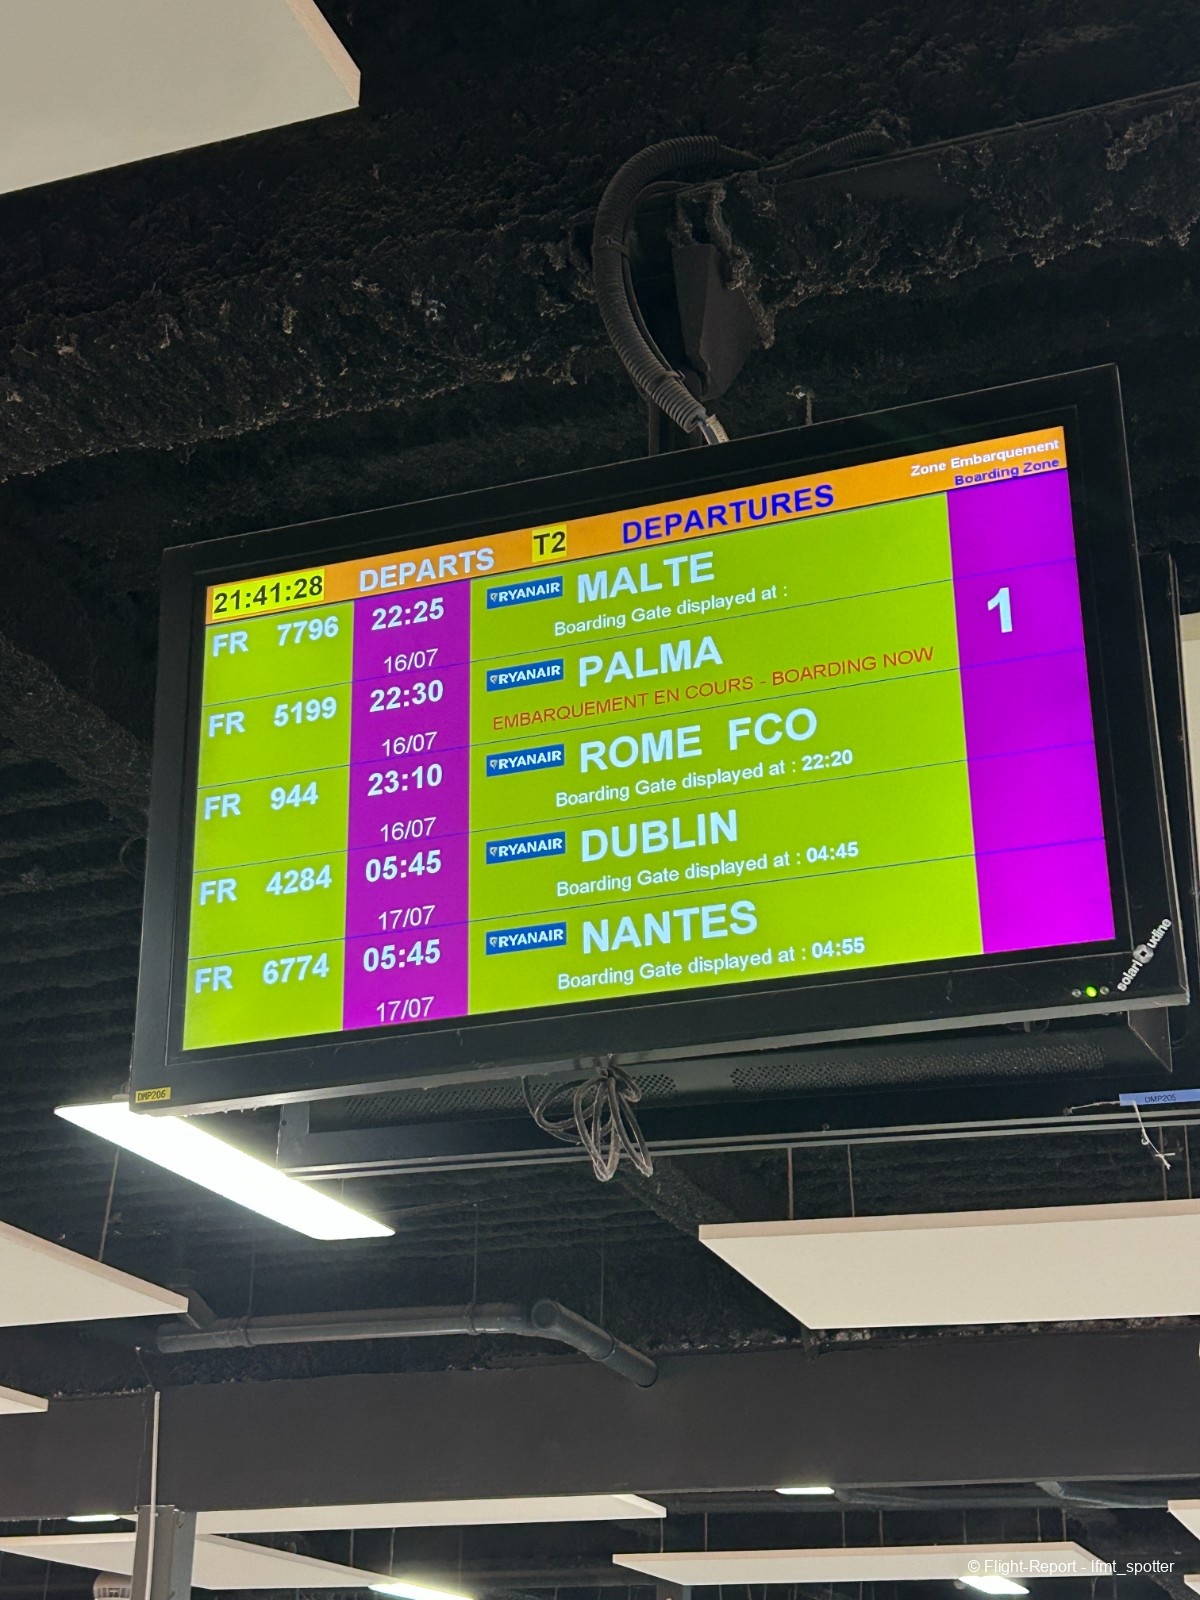 Zone Embarquement
21:41:28 DEPARTS T2 DEPARTURES Boarding Zone
FR 7796 22:25 RYANAIR MALTE
16/07 Boarding Gate displayed at :
FR 5199 22:30 RYANAIR PALMA 1
16/07 EMBARQUEMENT EN COURS - BOARDING NOW
FR 944 23:10 RYANAIR ROME FCO
16/07 Boarding Gate displayed at : 22:20
FR 4284 05:45 RYANAIR DUBLIN
17/07 Boarding Gate displayed at : 04:45
FR 6774 05:45 RYANAIR NANTES
17/07 Boarding Gate displayed at : 04:55
solari udine
DMP206
DMP205
© Flight-Report - lfmt_spotter